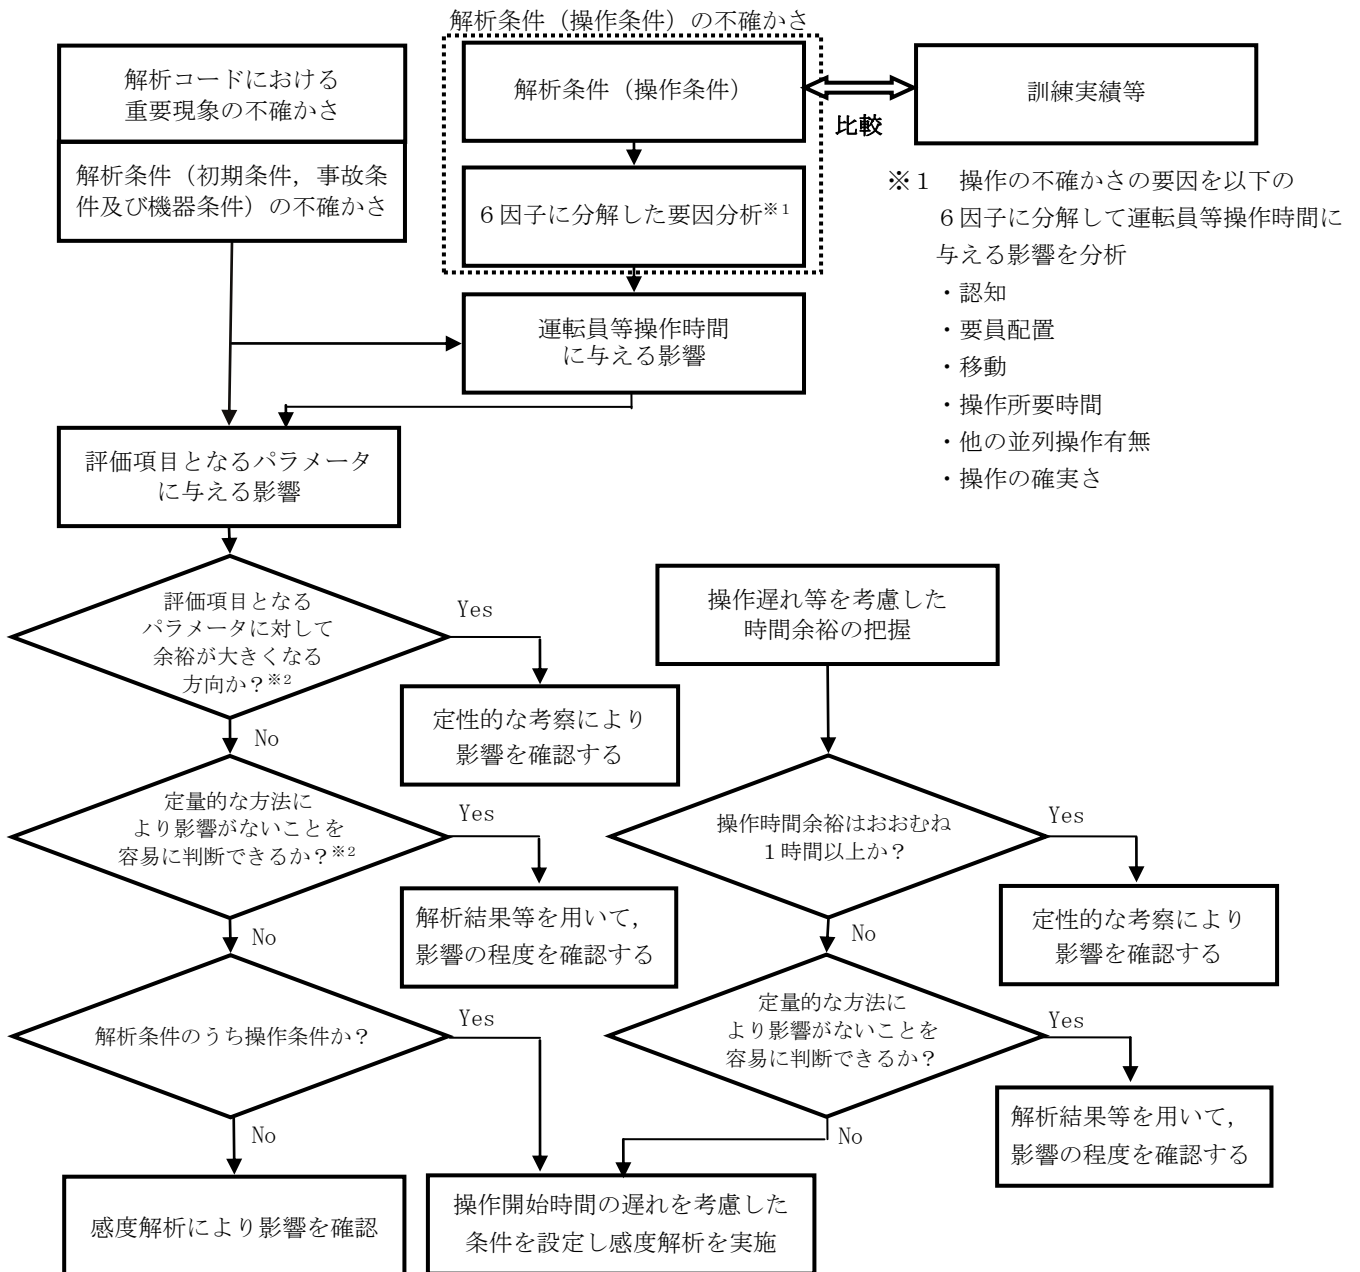 解析条件（操作条件）の不確かさ
解析コードにおける
重要現象の不確かさ
解析条件（初期条件，事故条
件及び機器条件）の不確かさ
解析条件（操作条件）
比較
訓練実績等
６因子に分解した要因分析※1
※１　操作の不確かさの要因を以下の
６因子に分解して運転員等操作時間に
与える影響を分析
・認知
・要員配置
・移動
・操作所要時間
・他の並列操作有無
・操作の確実さ
運転員等操作時間
に与える影響
評価項目となるパラメータ
に与える影響
評価項目となる
パラメータに対して
余裕が大きくなる
方向か？※2
Yes
No
定性的な考察により
影響を確認する
定量的な方法に
より影響がないことを
容易に判断できるか？※2
Yes
No
解析結果等を用いて，
影響の程度を確認する
解析条件のうち操作条件か？
Yes
No
感度解析により影響を確認
操作遅れ等を考慮した
時間余裕の把握
操作時間余裕はおおむね
１時間以上か？
Yes
No
定性的な考察により
影響を確認する
定量的な方法に
より影響がないことを
容易に判断できるか？
Yes
No
解析結果等を用いて，
影響の程度を確認する
操作開始時間の遅れを考慮した
条件を設定し感度解析を実施